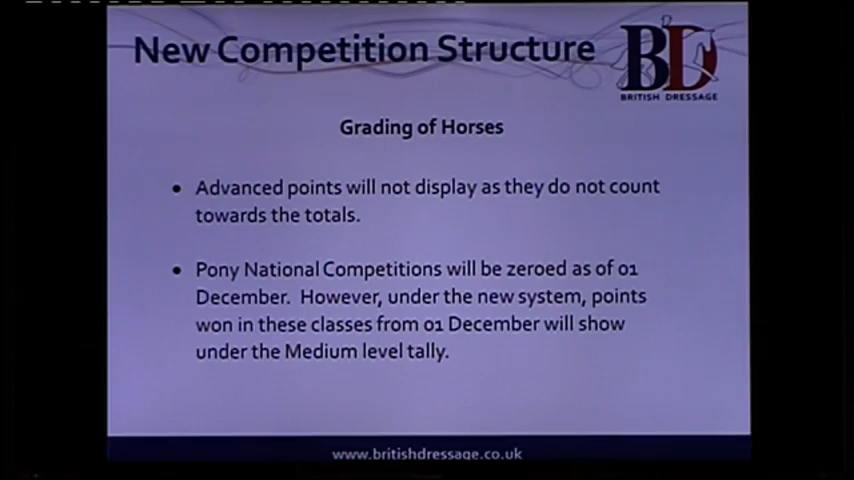 New Competition Structure
BD
BRITISH DRESSAGE
Grading of Horses
• Advanced points will not display as they do not count
towards the totals.
• Pony National Competitions will be zeroed as of 01
December. However, under the new system, points
won in these classes from 01 December will show
under the Medium level tally.
www.britishdressage.co.uk